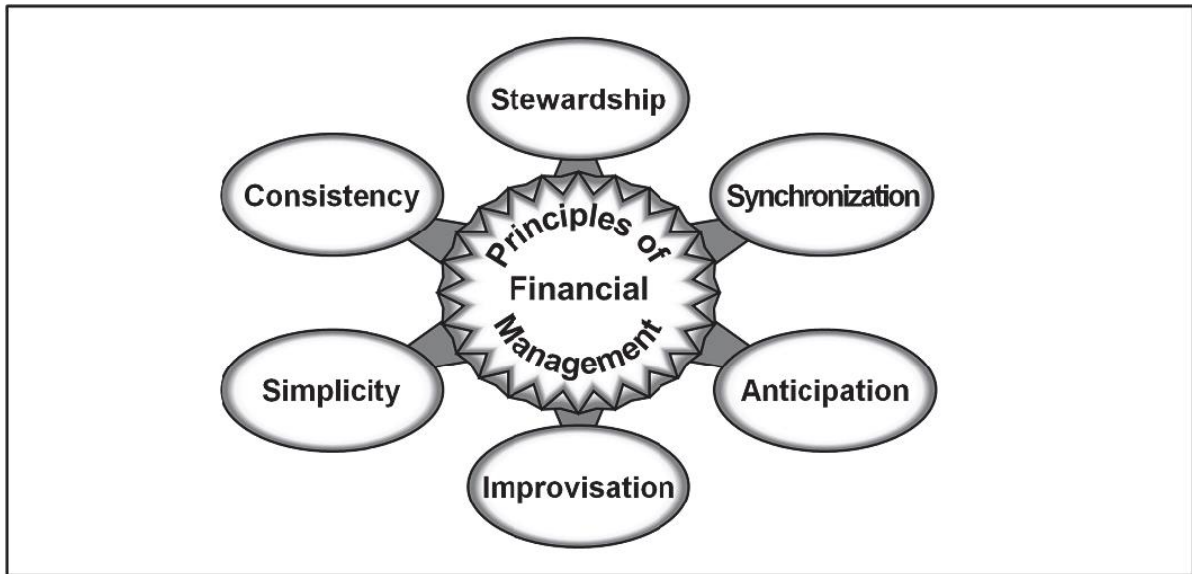 Stewardship
Consistency
Synchronization
Principles of
Financial
Management
Simplicity
Anticipation
Improvisation